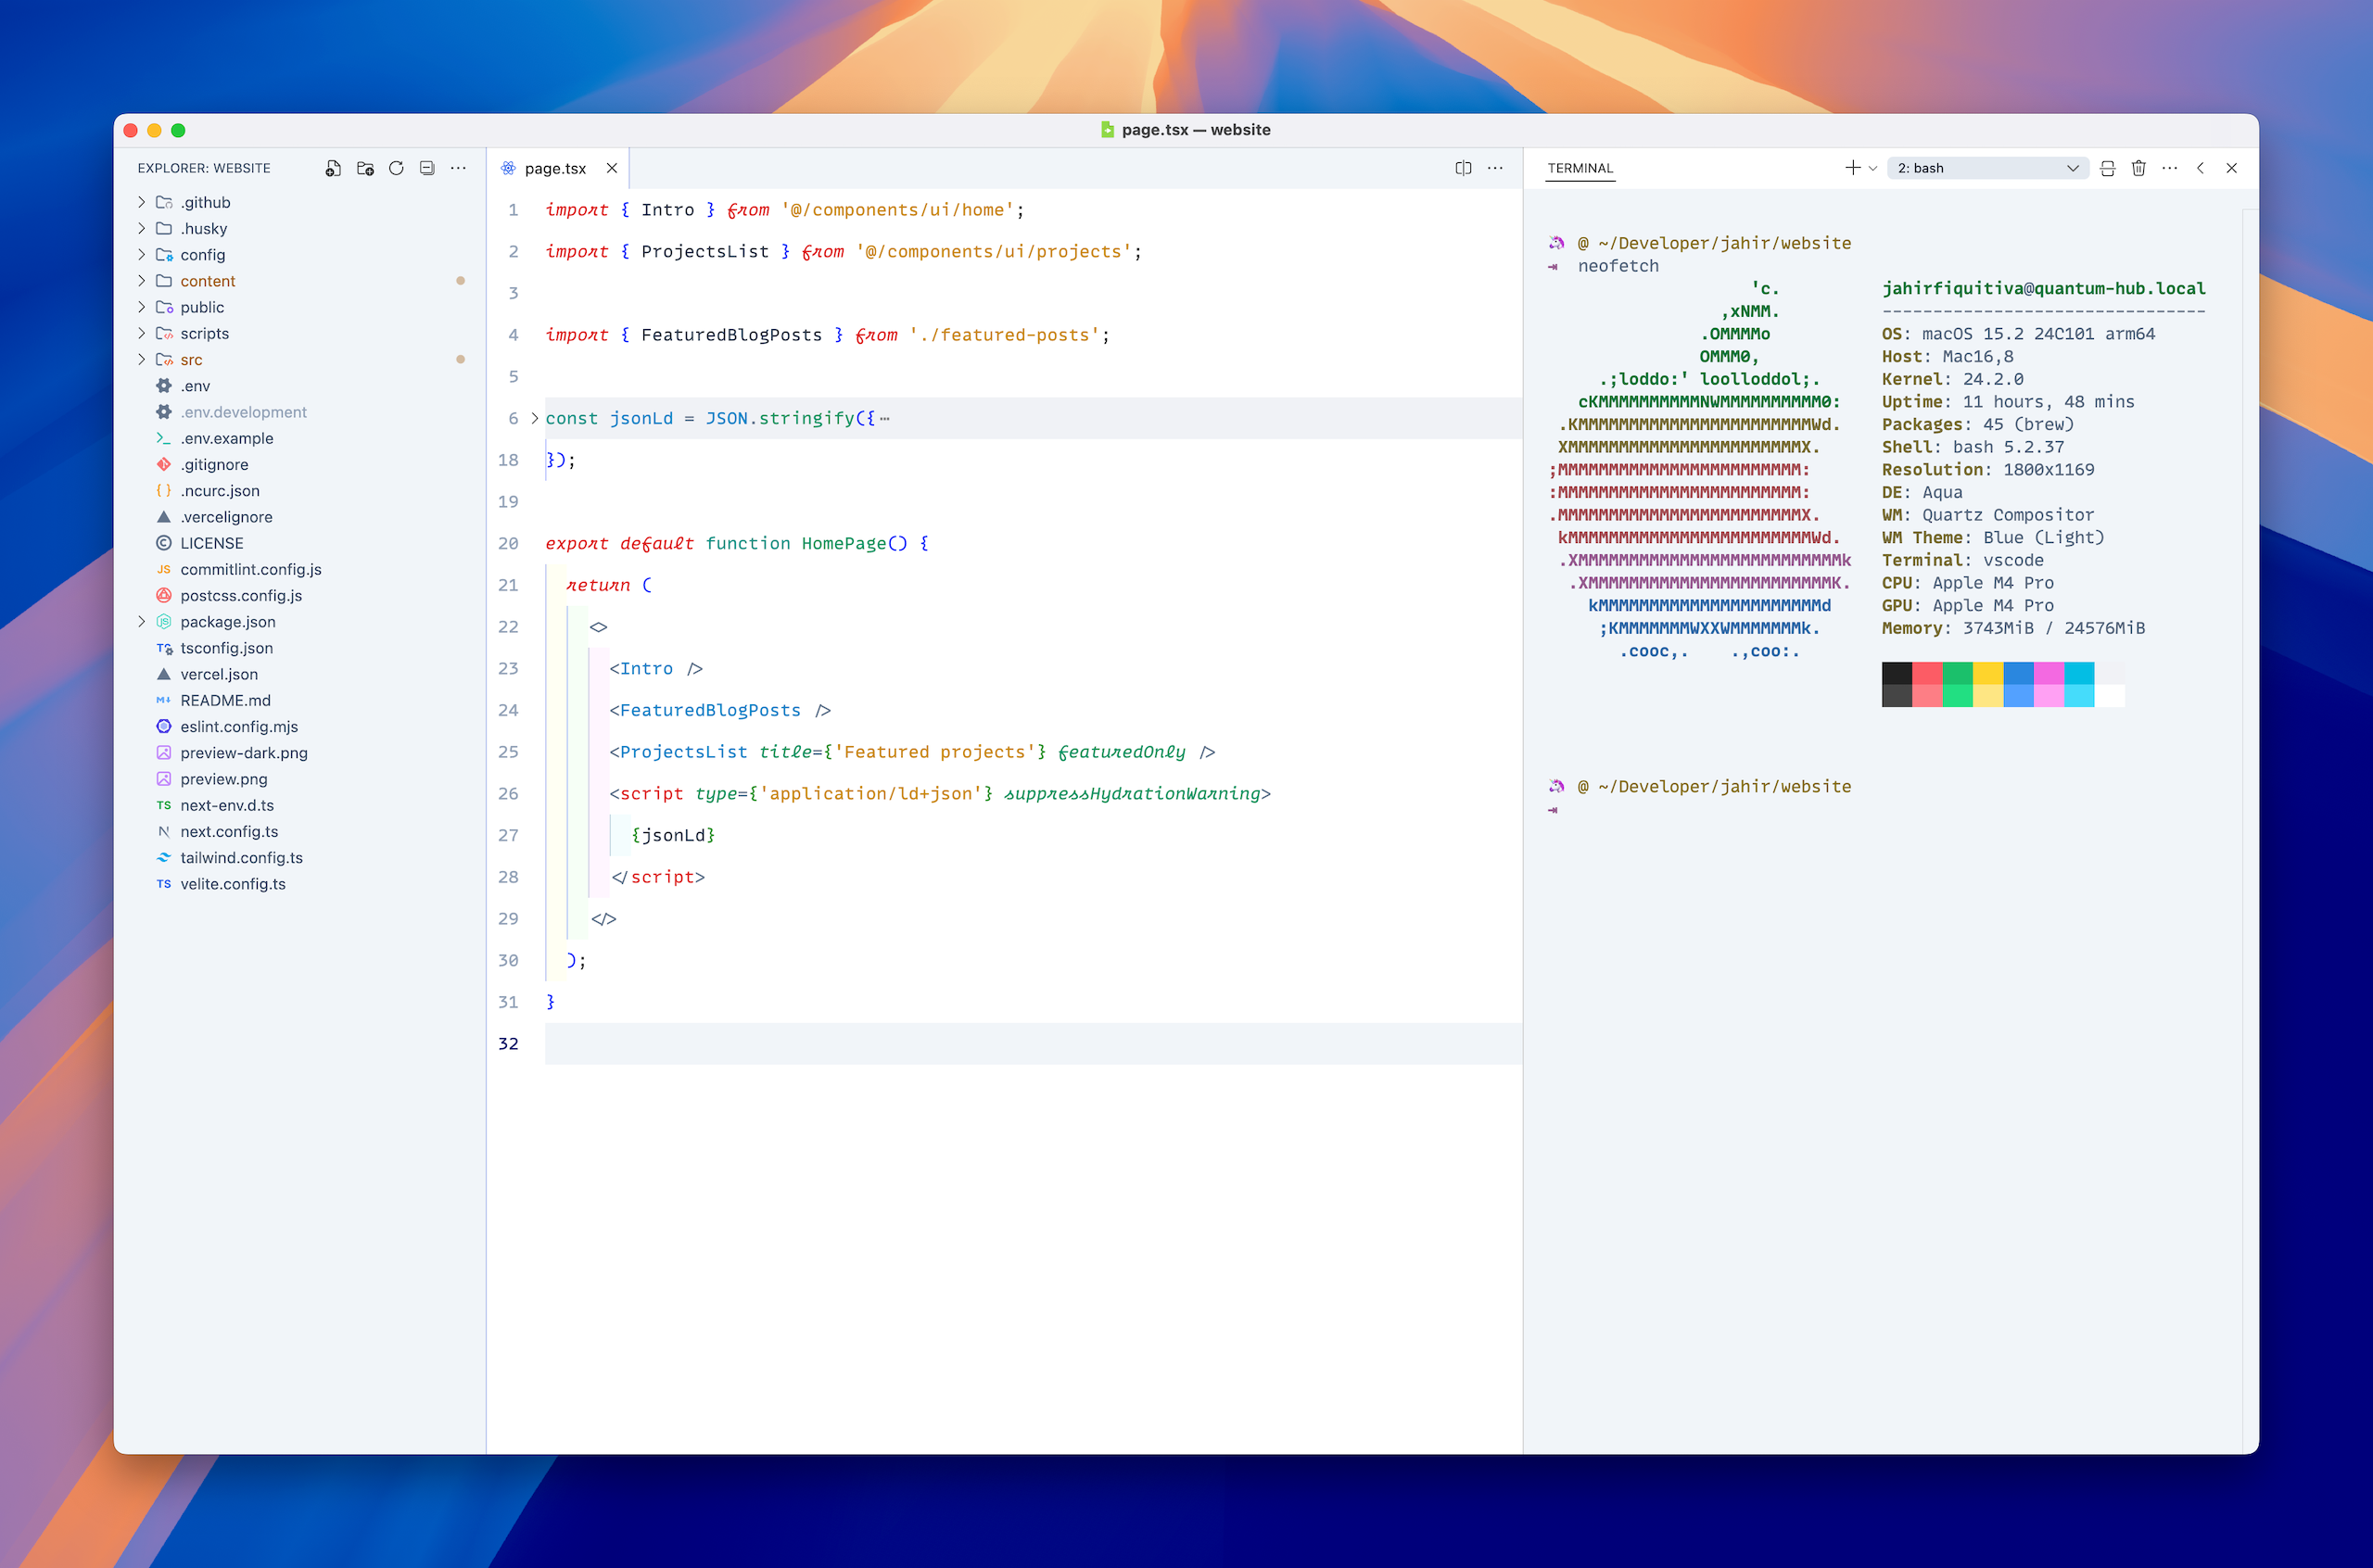 page.tsx — website
EXPLORER: WEBSITE
.github
.husky
config
content
public
scripts
src
.env
.env.development
.env.example
.gitignore
.ncurc.json
.vercelignore
LICENSE
commitlint.config.js
postcss.config.js
package.json
tsconfig.json
vercel.json
README.md
eslint.config.mjs
preview-dark.png
preview.png
next-env.d.ts
next.config.ts
tailwind.config.ts
velite.config.ts
page.tsx
1 import { Intro } from '@/components/ui/home';
2 import { ProjectsList } from '@/components/ui/projects';
3
4 import { FeaturedBlogPosts } from './featured-posts';
5
6 const jsonLd = JSON.stringify({⋯
18 });
19
20 export default function HomePage() {
21 return (
22 <>
23 <Intro />
24 <FeaturedBlogPosts />
25 <ProjectsList title={'Featured projects'} featuredOnly />
26 <script type={'application/ld+json'} suppressHydrationWarning>
27 {jsonLd}
28 </script>
29 </>
30 );
31 }
32
TERMINAL
2: bash
@ ~/Developer/jahir/website
neofetch
'c. jahirfiquitiva@quantum-hub.local
,xNMM. --------------------------------
.OMMMMo OS: macOS 15.2 24C101 arm64
OMMM0, Host: Mac16,8
.;loddo:' loolloddol;. Kernel: 24.2.0
cKMMMMMMMMMMNWMMMMMMMMMM0: Uptime: 11 hours, 48 mins
.KMMMMMMMMMMMMMMMMMMMMMMMWd. Packages: 45 (brew)
XMMMMMMMMMMMMMMMMMMMMMMMX. Shell: bash 5.2.37
;MMMMMMMMMMMMMMMMMMMMMMMM: Resolution: 1800x1169
:MMMMMMMMMMMMMMMMMMMMMMMM: DE: Aqua
.MMMMMMMMMMMMMMMMMMMMMMMMX. WM: Quartz Compositor
kMMMMMMMMMMMMMMMMMMMMMMMMWd. WM Theme: Blue (Light)
.XMMMMMMMMMMMMMMMMMMMMMMMMMMk Terminal: vscode
.XMMMMMMMMMMMMMMMMMMMMMMMMK. CPU: Apple M4 Pro
kMMMMMMMMMMMMMMMMMMMMMMd GPU: Apple M4 Pro
;KMMMMMMMWXXWMMMMMMMk. Memory: 3743MiB / 24576MiB
.cooc,. .,coo:.
@ ~/Developer/jahir/website